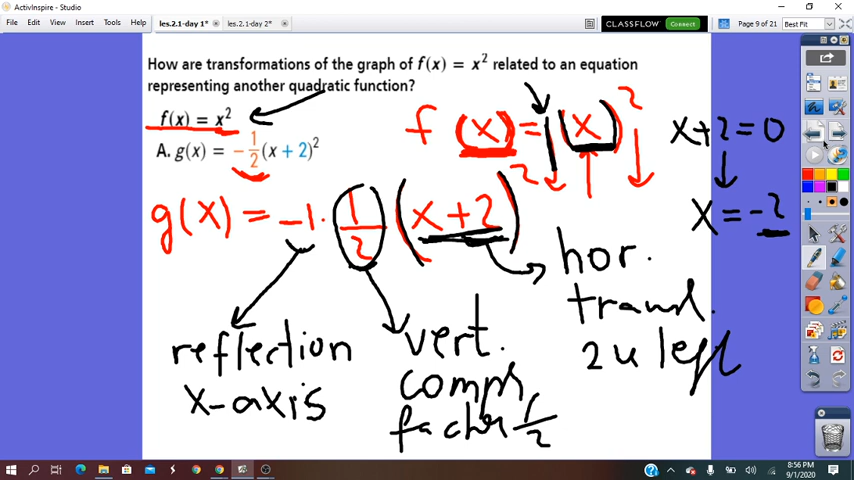 ActivInspire - Studio
File Edit View Insert Tools Help
les.2.1-day 1*
les.2.1-day 2*
CLASSFLOW Connect
Page 9 of 21
Best Fit
How are transformations of the graph of f(x) = x² related to an equation
representing another quadratic function?
f(x) = x²
A. g(x) = -1/2(x + 2)²
f(x) = (x)²
x+2=0
x=-2
g(x) = -1 · 1/2 (x+2)²
reflection
x-axis
vert.
factor 1/2
hor.
2u left
8:56 PM
9/1/2020